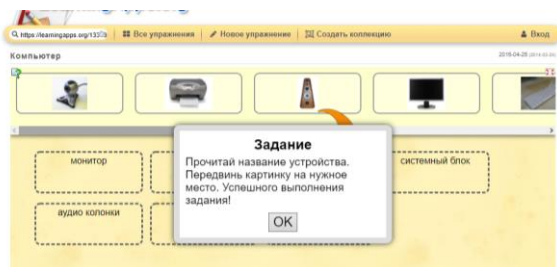 https://learningapps.org/133
Все упражнения
Новое упражнение
Создать коллекцию
Вход
Компьютер
2016-04-26
монитор
системный блок
аудио колонки
Задание
Прочитай название устройства.
Передвинь картинку на нужное
место. Успешного выполнения
задания!
OK